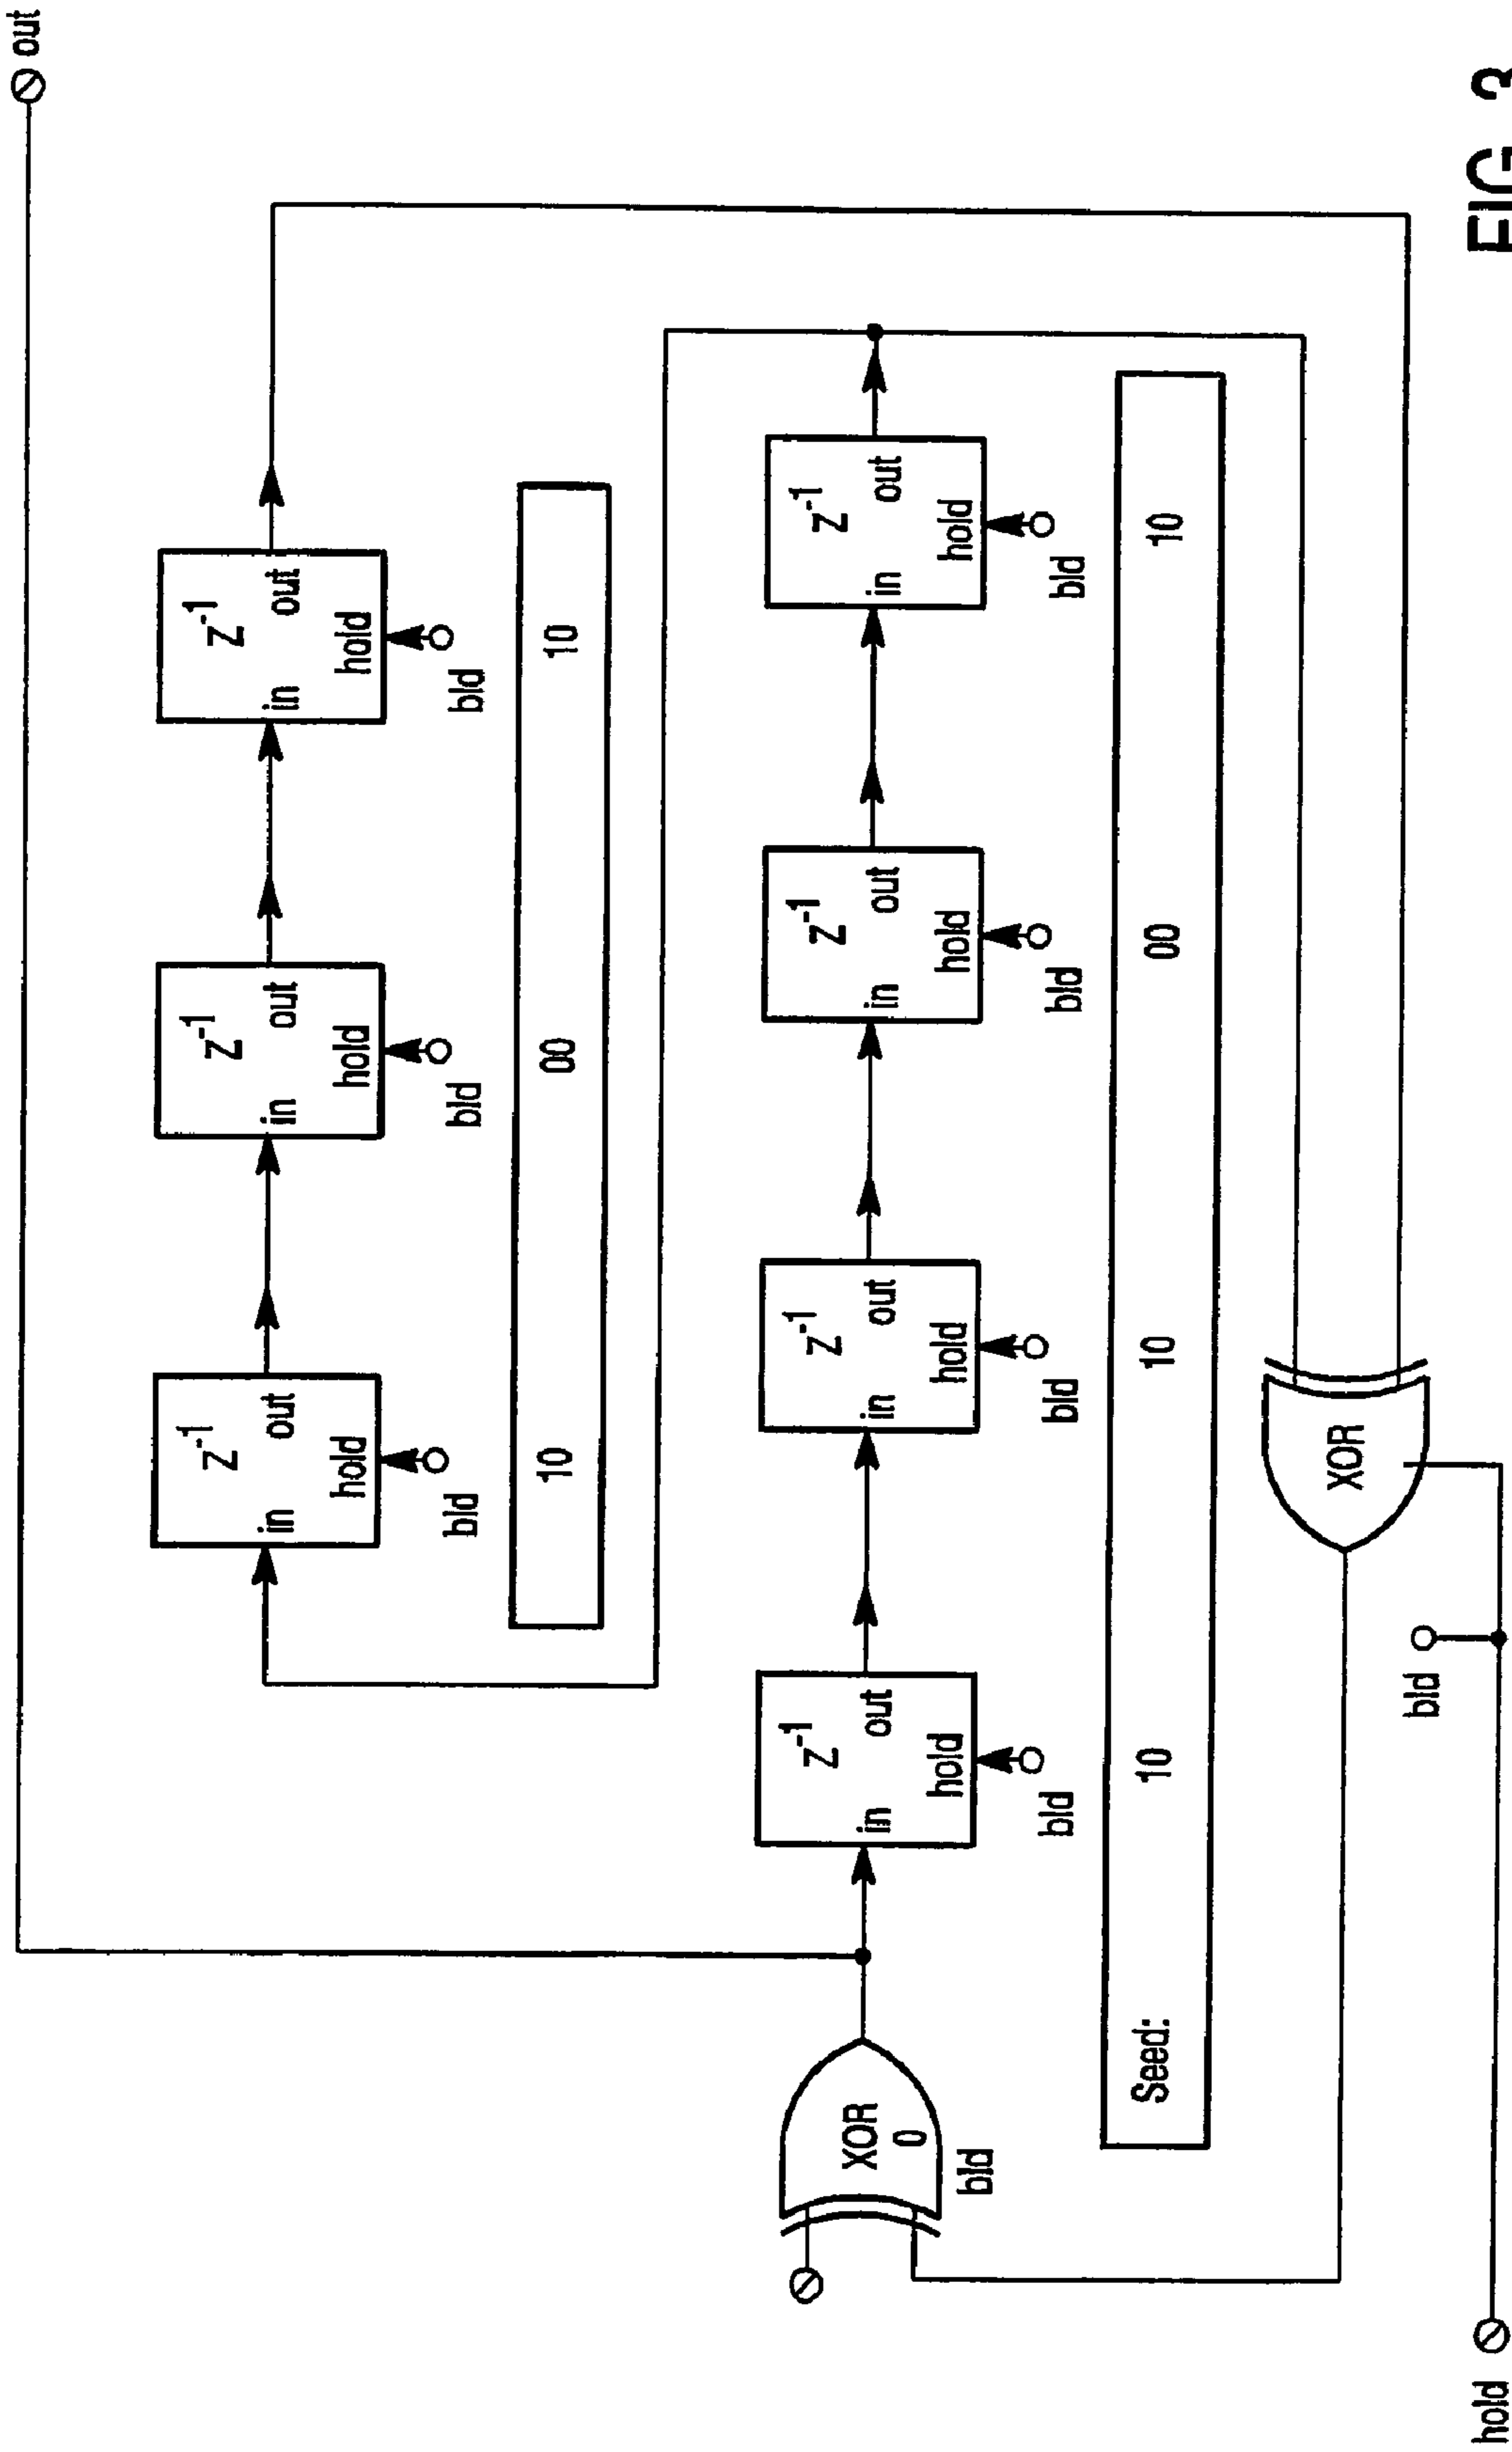 out
Z⁻¹ Z⁻¹ Z⁻¹
in out in out in out
hold hold hold
bld bld bld
10 00 10
Z⁻¹ Z⁻¹ Z⁻¹ Z⁻¹
XOR in out in out in out in out
0
hold hold hold hold
bld bld bld bld bld
Seed: 10 10 00 10
XOR
bld
hold
FIG 3